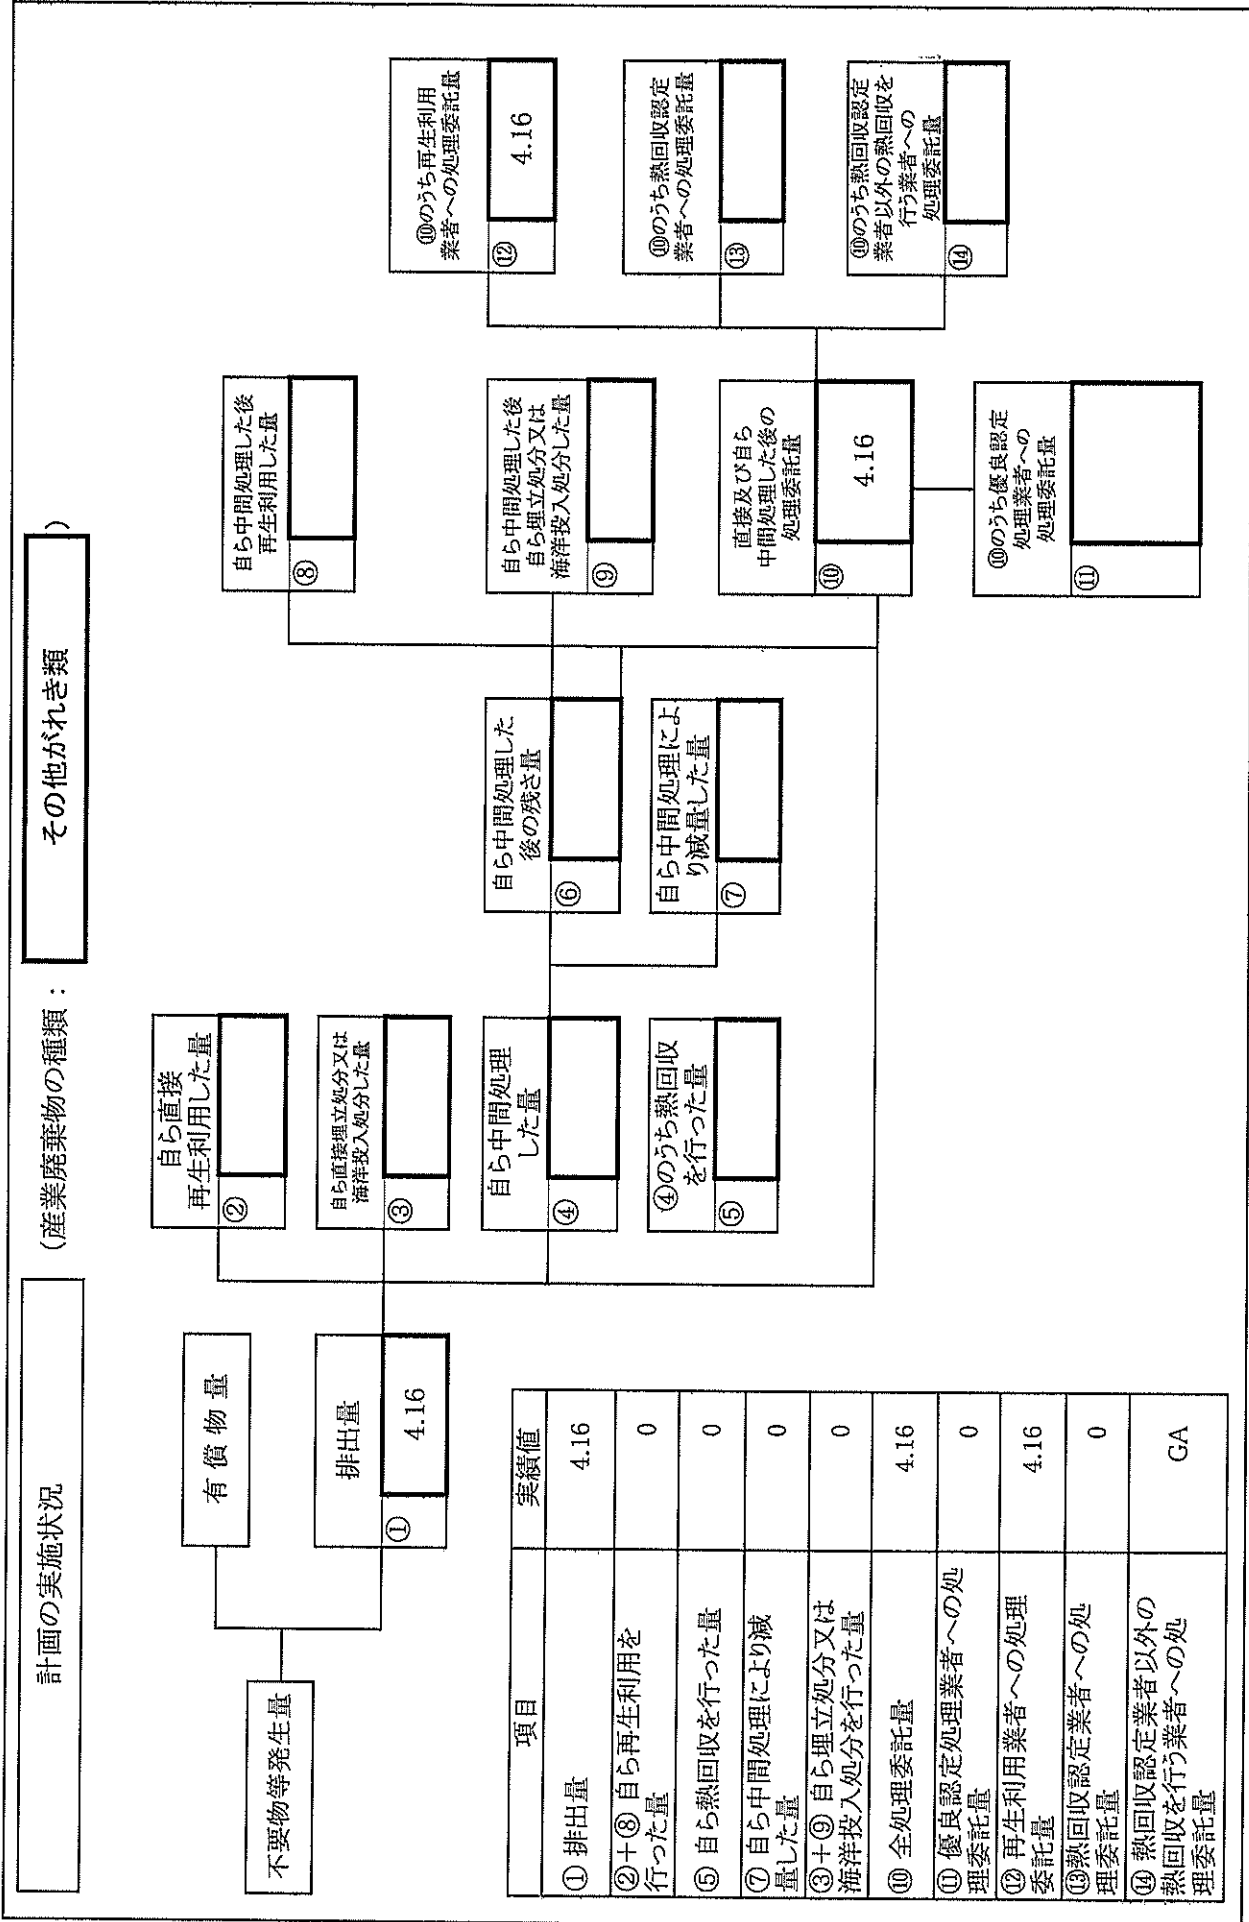 計画の実施状況
（産業廃棄物の種類：
その他がれき類
）
不要物等発生量
有 償 物 量
排出量
①
4.16
自ら直接
再生利用した量
②
自ら直接埋立処分又は
海洋投入処分した量
③
自ら中間処理
した量
④
④のうち熱回収
を行った量
⑤
自ら中間処理した
後の残さ量
⑥
自ら中間処理によ
り減量した量
⑦
自ら中間処理した後
再生利用した量
⑧
自ら中間処理した後
自ら埋立処分又は
海洋投入処分した量
⑨
直接及び自ら
中間処理した後の
処理委託量
⑩
4.16
⑩のうち優良認定
処理業者への
処理委託量
⑪
⑩のうち再生利用
業者への処理委託量
⑫
4.16
⑩のうち熱回収認定
業者への処理委託量
⑬
⑩のうち熱回収認定
業者以外の熱回収を
行う業者への
処理委託量
⑭
項目 実績値
① 排出量 4.16
②＋⑧ 自ら再生利用を
行った量 0
⑤ 自ら熱回収を行った量 0
⑦ 自ら中間処理により減
量した量 0
③＋⑨ 自ら埋立処分又は
海洋投入処分を行った量 0
⑩ 全処理委託量 4.16
⑪ 優良認定処理業者への処
理委託量 0
⑫ 再生利用業者への処理
委託量 4.16
⑬熱回収認定業者への処
理委託量 0
⑭ 熱回収認定業者以外の
熱回収を行う業者への処
理委託量 GA